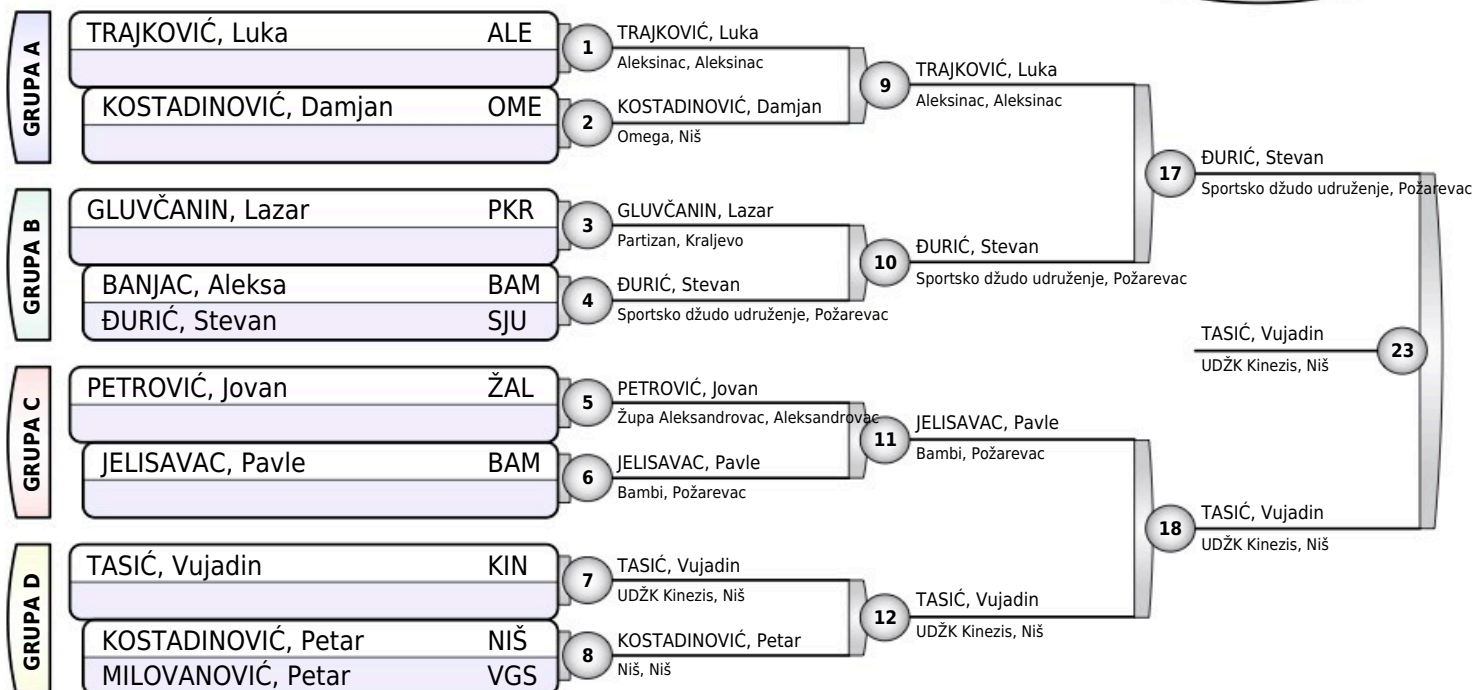 GRUPA A
TRAJKOVIĆ, Luka ALE
KOSTADINOVIĆ, Damjan OME
GRUPA B
GLUVČANIN, Lazar PKR
BANJAC, Aleksa BAM
ĐURIĆ, Stevan SJU
GRUPA C
PETROVIĆ, Jovan ŽAL
JELISAVAC, Pavle BAM
GRUPA D
TASIĆ, Vujadin KIN
KOSTADINOVIĆ, Petar NIŠ
MILOVANOVIĆ, Petar VGS
1
TRAJKOVIĆ, Luka
Aleksinac, Aleksinac
2
KOSTADINOVIĆ, Damjan
Omega, Niš
3
GLUVČANIN, Lazar
Partizan, Kraljevo
4
ĐURIĆ, Stevan
Sportsko džudo udruženje, Požarevac
5
PETROVIĆ, Jovan
Župa Aleksandrovac, Aleksandrovac
6
JELISAVAC, Pavle
Bambi, Požarevac
7
TASIĆ, Vujadin
UDŽK Kinezis, Niš
8
KOSTADINOVIĆ, Petar
Niš, Niš
9
TRAJKOVIĆ, Luka
Aleksinac, Aleksinac
10
ĐURIĆ, Stevan
Sportsko džudo udruženje, Požarevac
11
JELISAVAC, Pavle
Bambi, Požarevac
12
TASIĆ, Vujadin
UDŽK Kinezis, Niš
17
ĐURIĆ, Stevan
Sportsko džudo udruženje, Požarevac
18
TASIĆ, Vujadin
UDŽK Kinezis, Niš
TASIĆ, Vujadin
UDŽK Kinezis, Niš
23